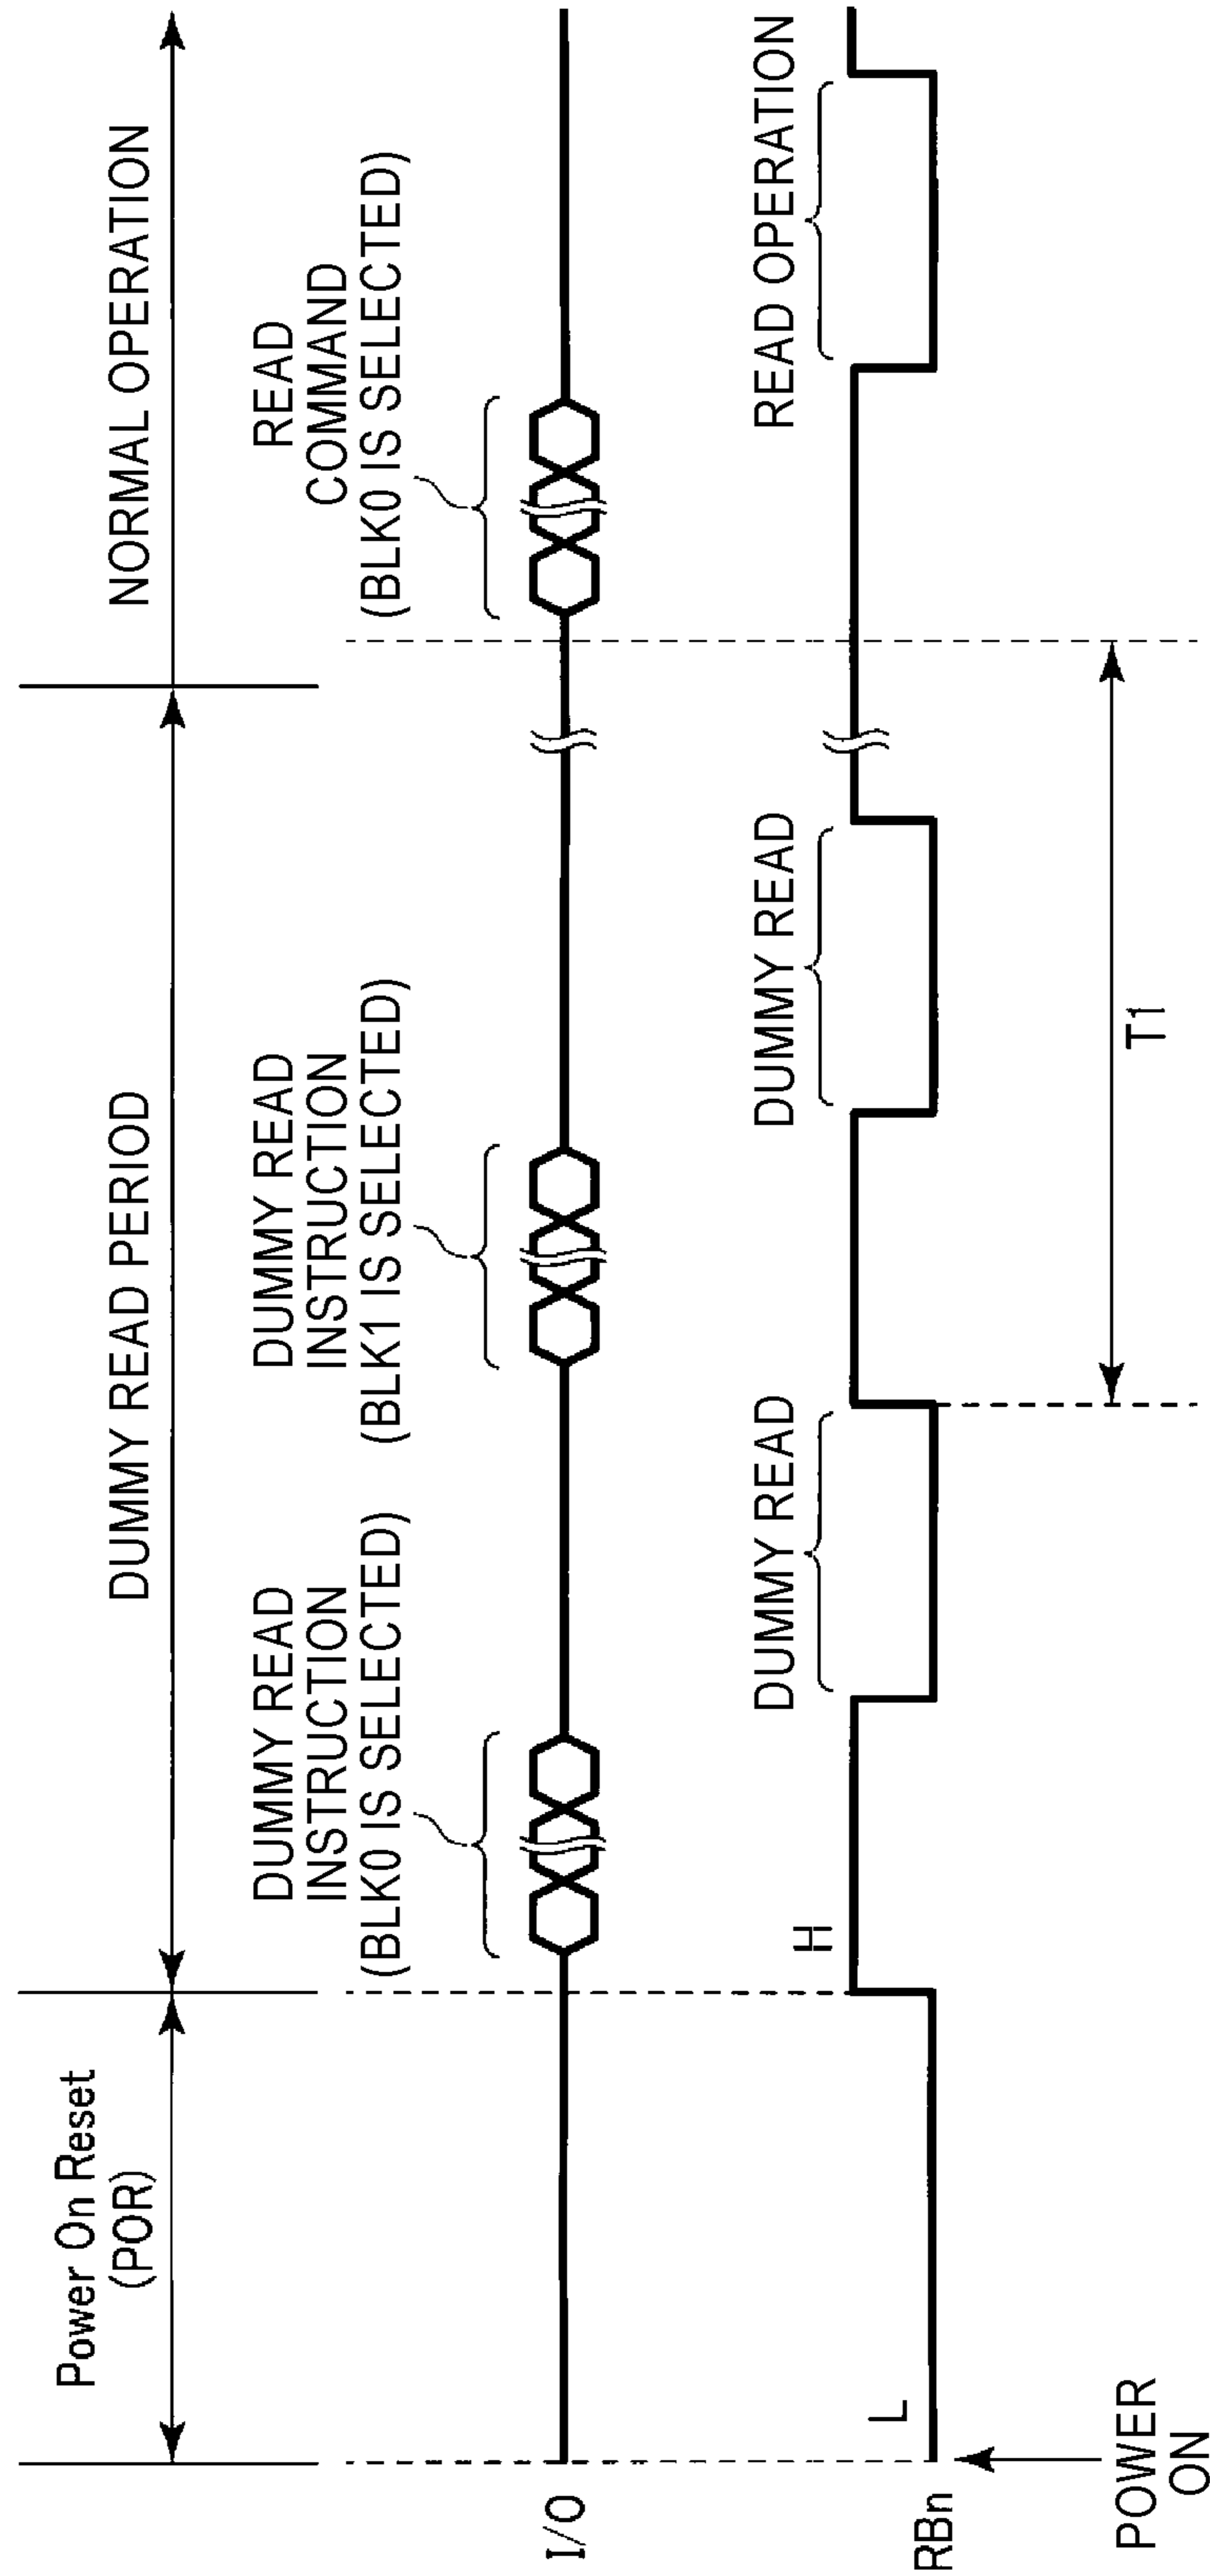 Power On Reset
(POR)
DUMMY READ PERIOD
NORMAL OPERATION
DUMMY READ
INSTRUCTION
(BLK0 IS SELECTED)
DUMMY READ
INSTRUCTION
(BLK1 IS SELECTED)
READ
COMMAND
(BLK0 IS SELECTED)
I/O
H
DUMMY READ
DUMMY READ
READ OPERATION
L
RBn
T1
POWER
ON